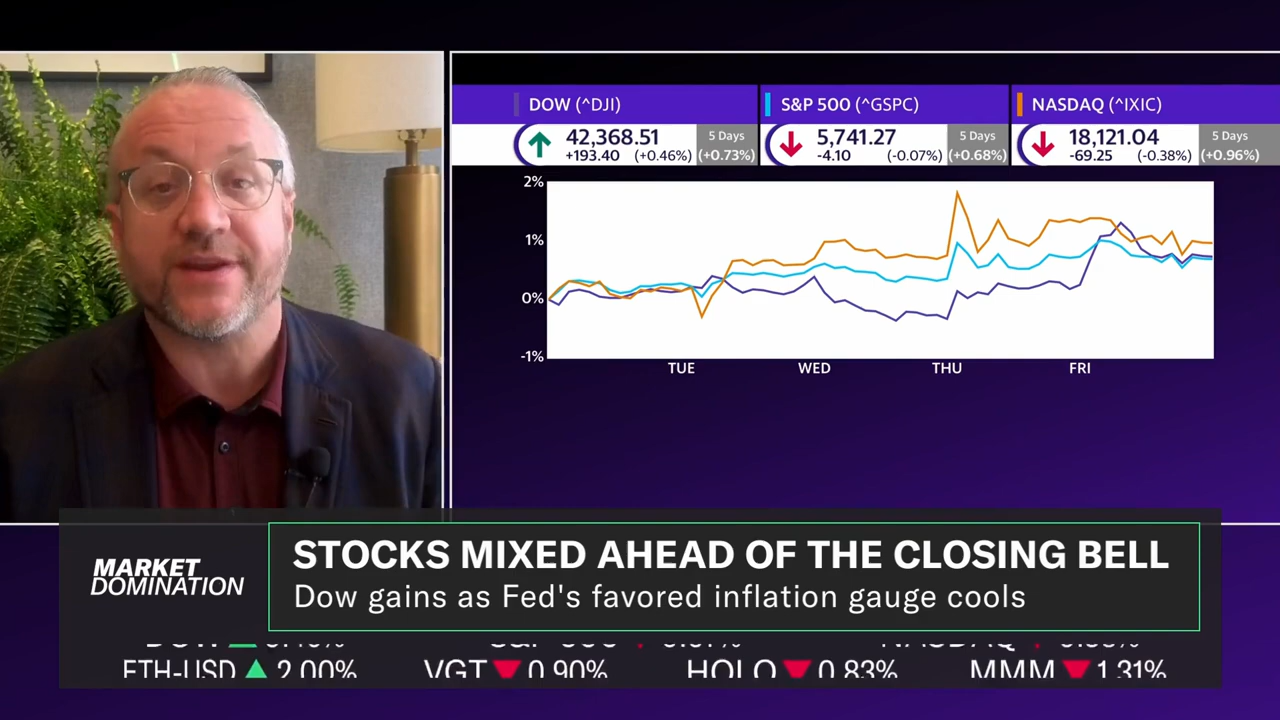 DOW (^DJI)
42,368.51
+193.40 (+0.46%)
5 Days
(+0.73%)
S&P 500 (^GSPC)
5,741.27
-4.10 (-0.07%)
5 Days
(+0.68%)
NASDAQ (^IXIC)
18,121.04
-69.25 (-0.38%)
5 Days
(+0.96%)
2%
1%
0%
-1%
TUE WED THU FRI
MARKET
DOMINATION
STOCKS MIXED AHEAD OF THE CLOSING BELL
Dow gains as Fed's favored inflation gauge cools
ETH-USD 2.00% VGT 0.90% HOLO 0.83% MMM 1.31%